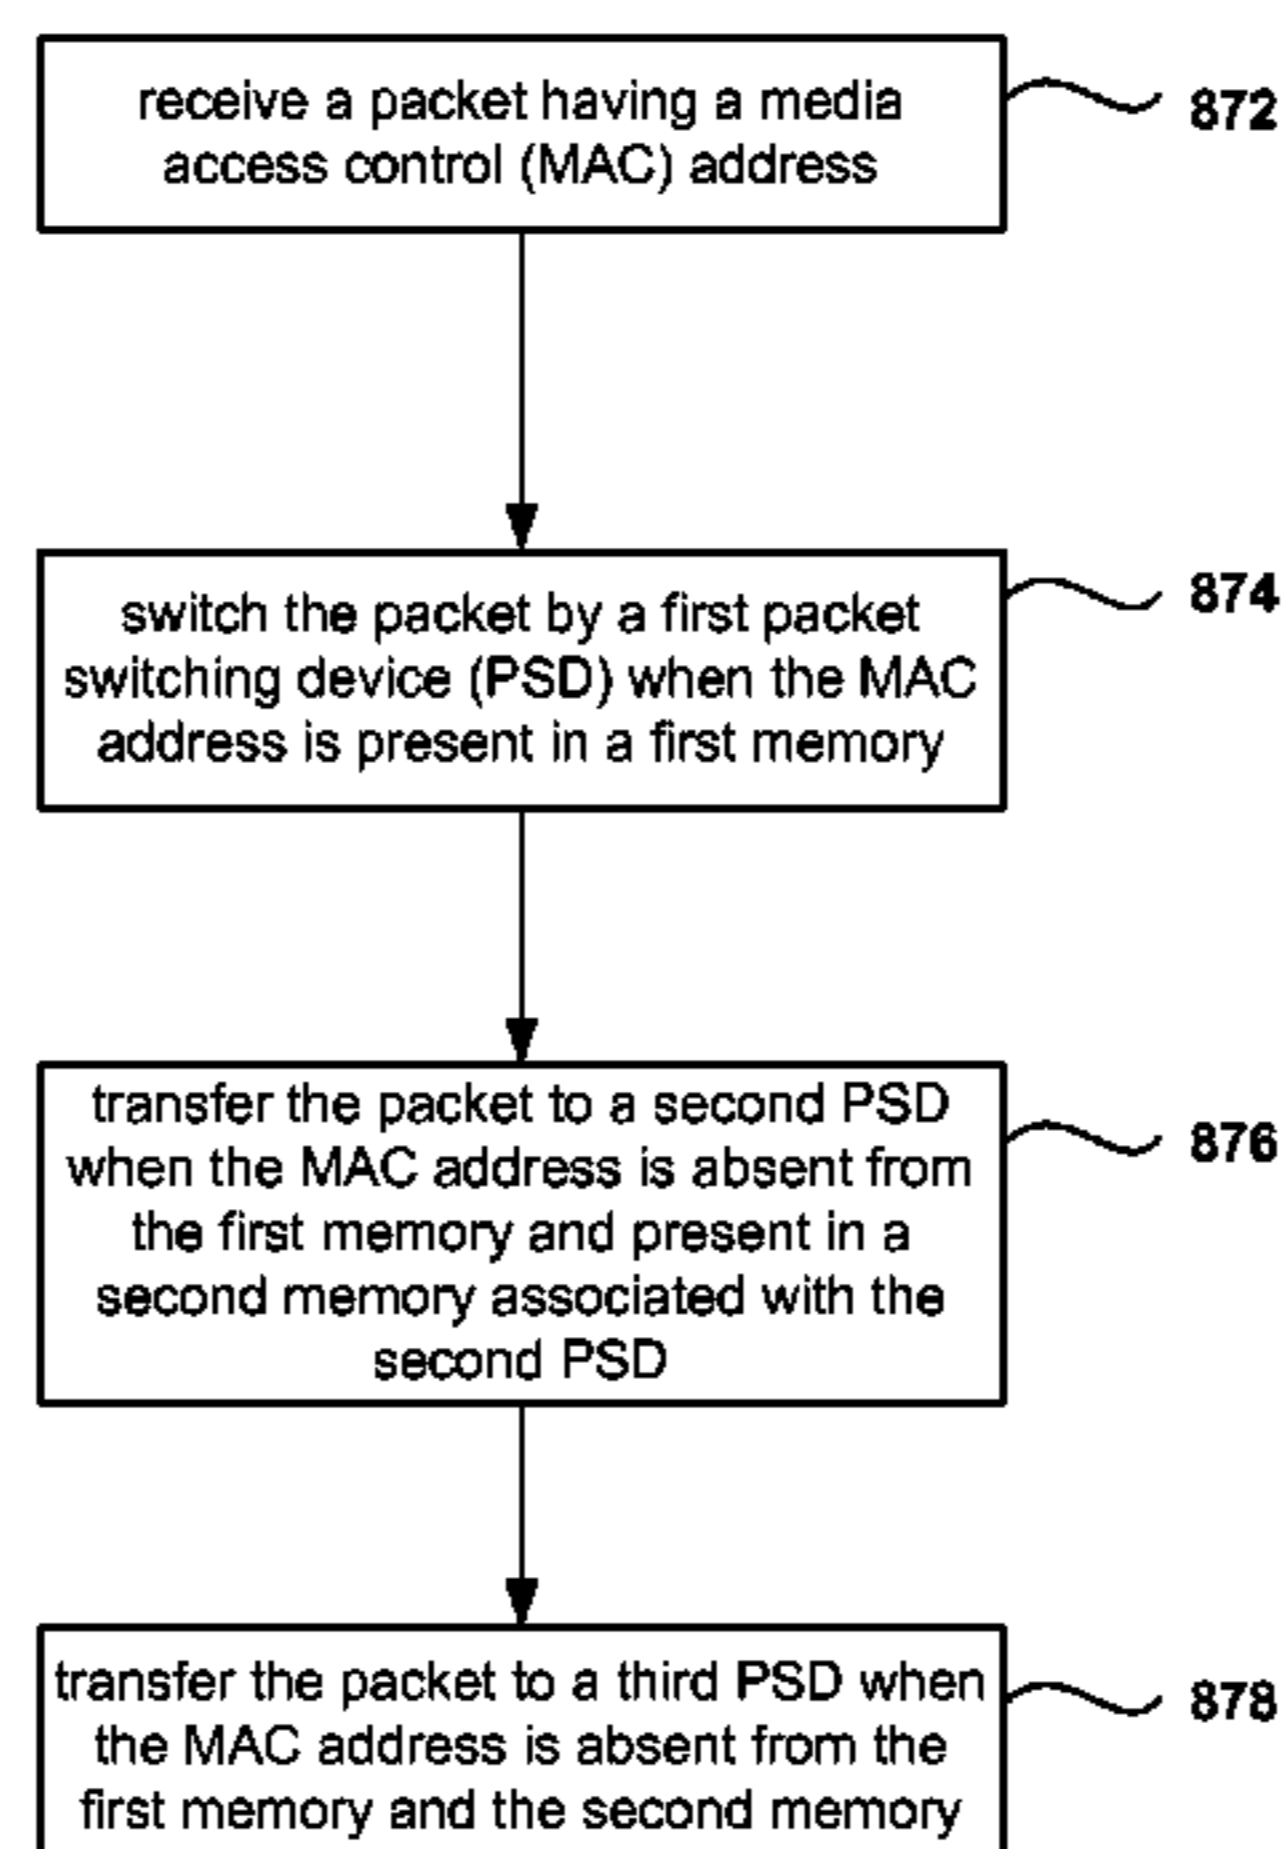 receive a packet having a media
access control (MAC) address
872
switch the packet by a first packet
switching device (PSD) when the MAC
address is present in a first memory
874
transfer the packet to a second PSD
when the MAC address is absent from
the first memory and present in a
second memory associated with the
second PSD
876
transfer the packet to a third PSD when
the MAC address is absent from the
first memory and the second memory
878